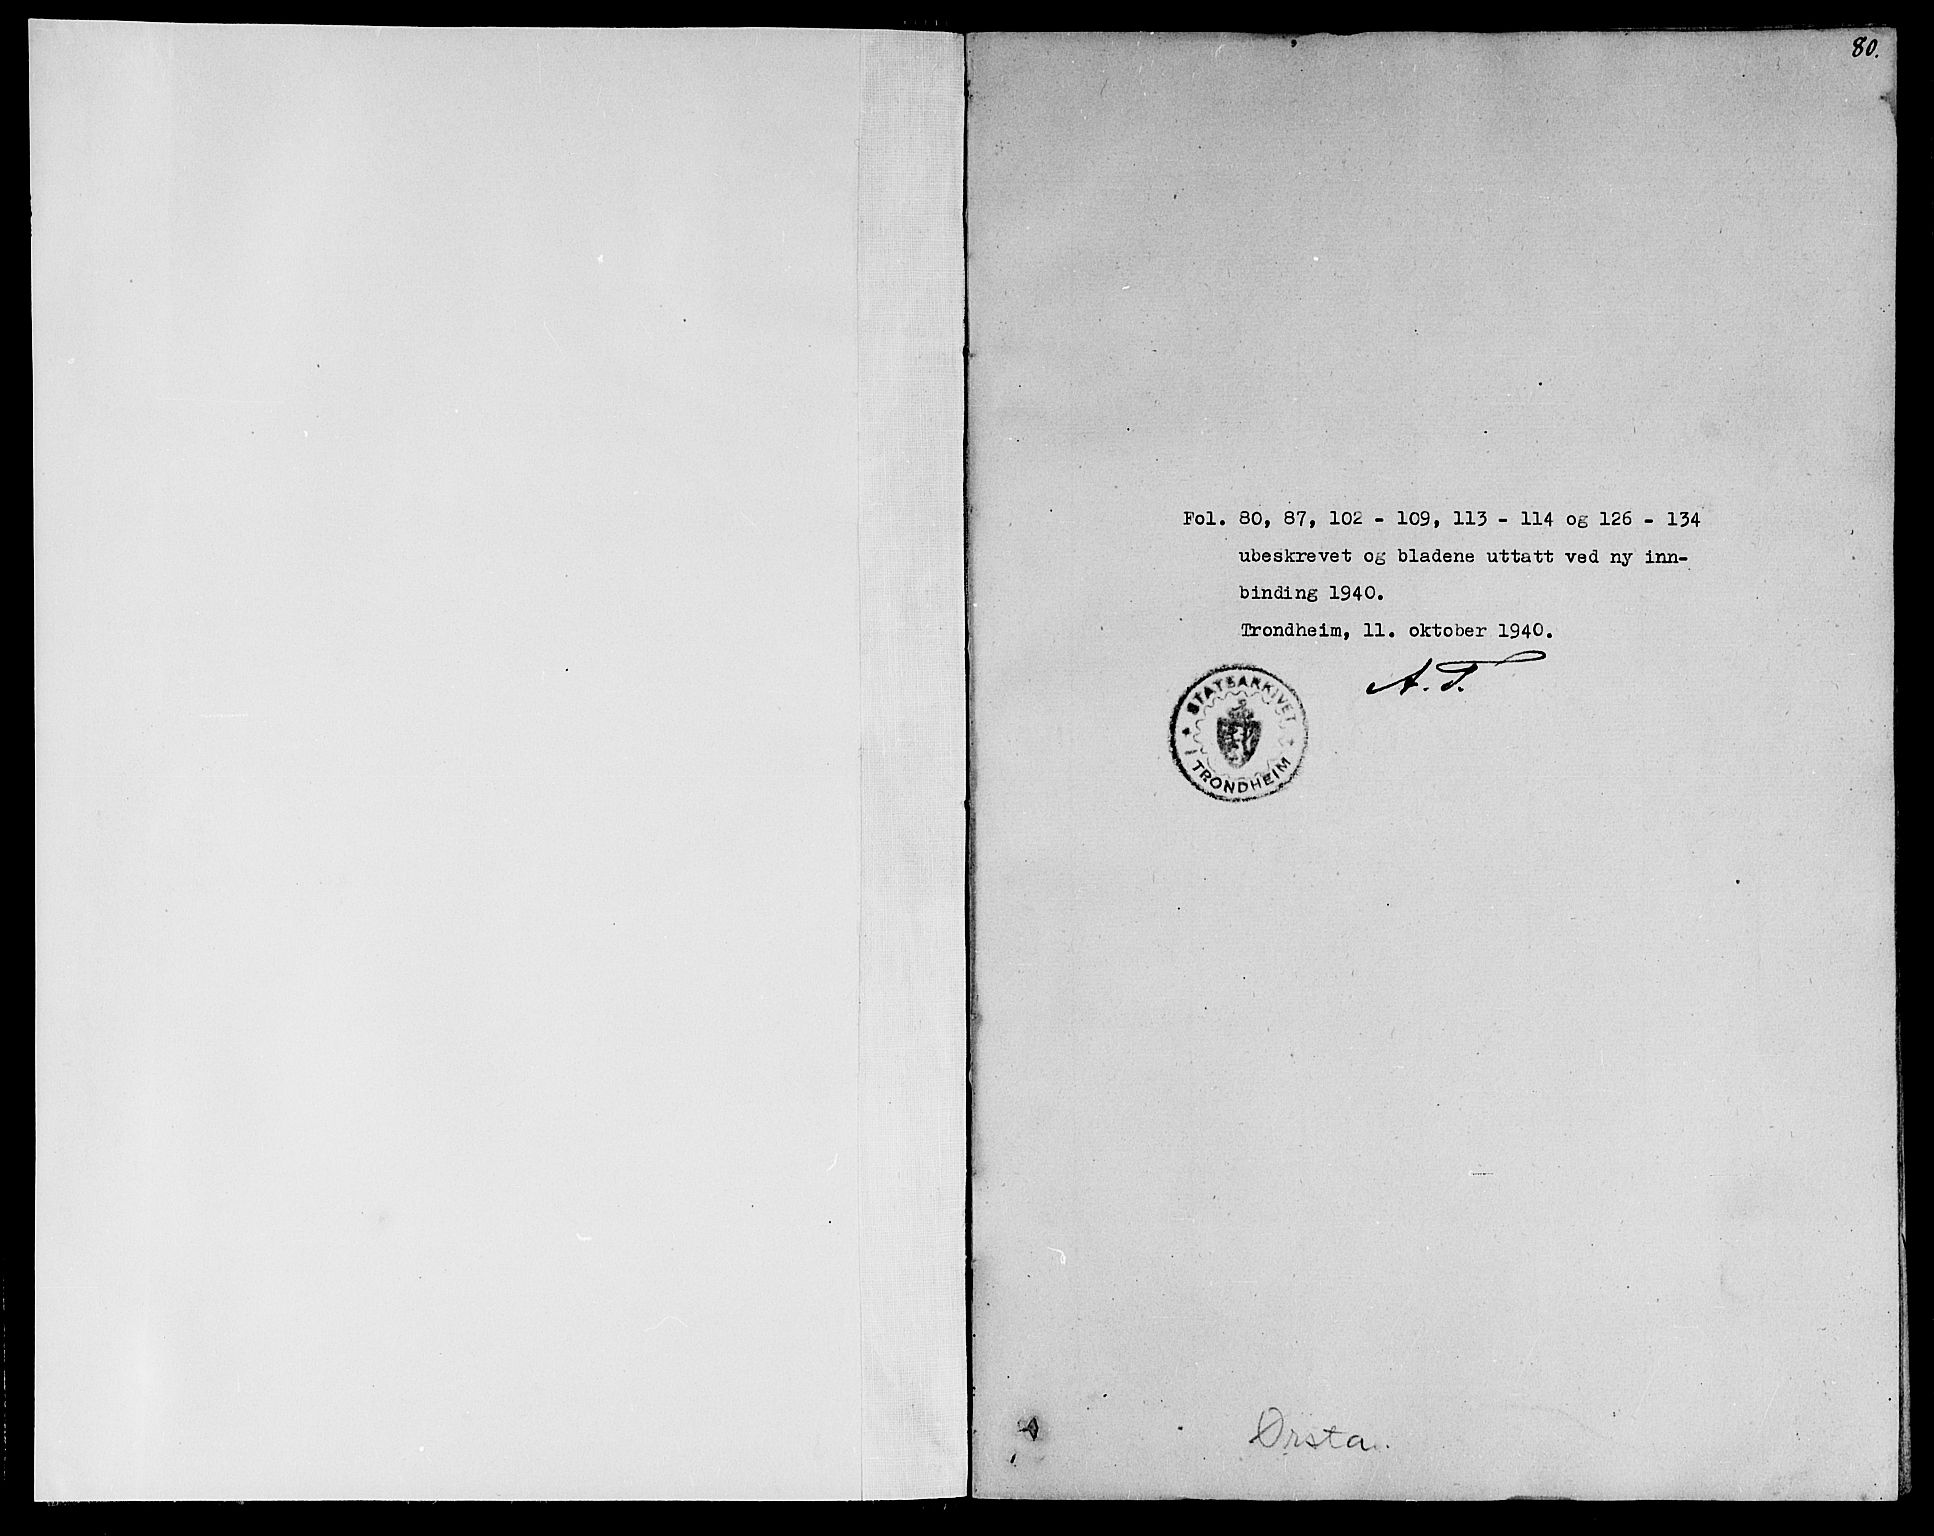 80.
Fol. 80, 87, 102 - 109, 113 - 114 og 126 - 134
ubeskrevet og bladene uttatt ved ny inn-
binding 1940.
Trondheim, 11. oktober 1940.
A.T.
STATSARKIVET
I TRONDHEIM
Ørsta.